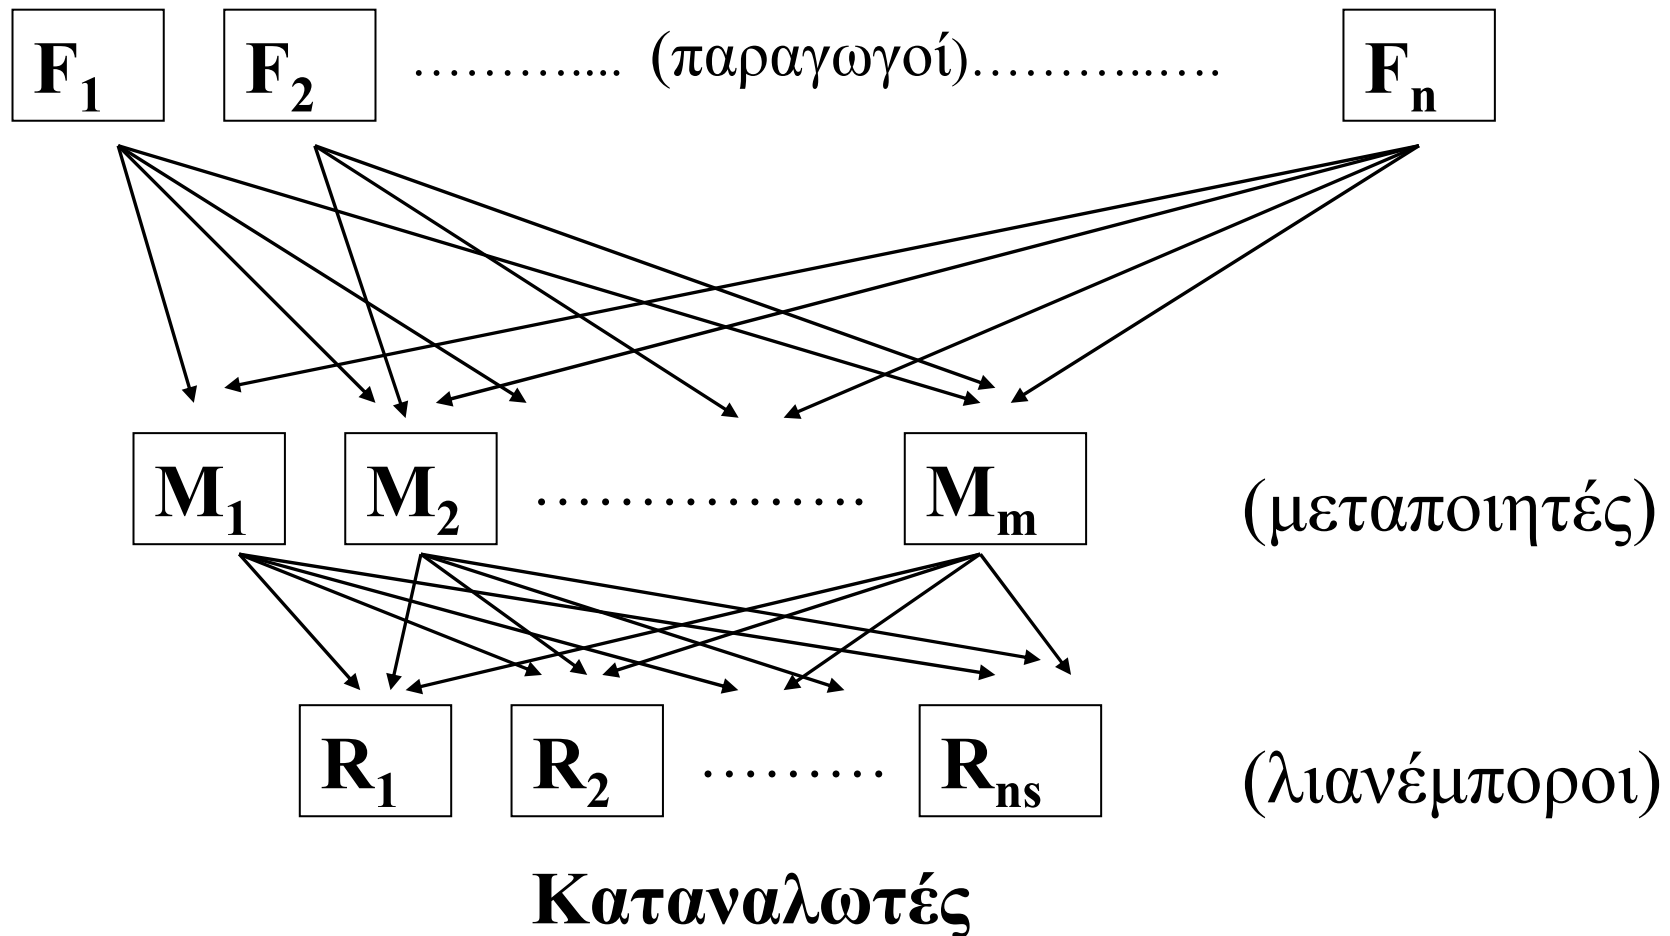 F1 F2 ………….... (παραγωγοί)………..…. Fn
M1 M2 ……………. Mm (μεταποιητές)
R1 R2 ……… Rns (λιανέμποροι)
Καταναλωτές